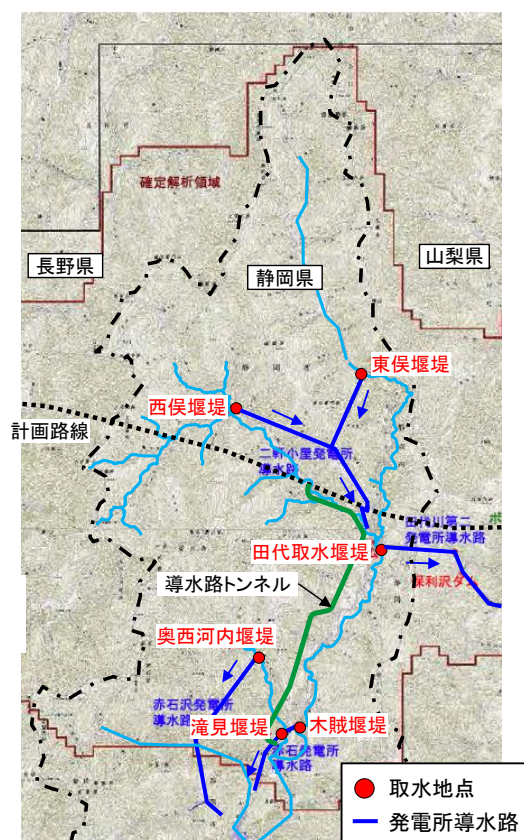 確定解析領域
長野県
静岡県
山梨県
東俣堰堤
西俣堰堤
計画路線
二軒小屋発電所
導水路
田代川第二
発電所導水路
田代取水堰堤
保利沢ダム
導水路トンネル
奥西河内堰堤
赤石沢発電所
導水路
滝見堰堤
木賊堰堤
赤石発電所
導水路
取水地点
発電所導水路